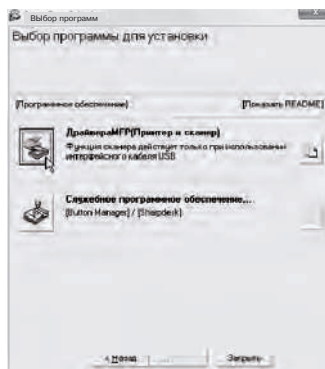 Выбор программ
Выбор программы для установки
[Программное обеспечение] [Показать README]
ДрайвераМFP(Принтер и сканер)
Функция сканера действует только при использовании
интерфейсного кабеля USB
Служебное программное обеспечение...
[Button Manager] / [Sharpdesk]
< Назад Закрыть